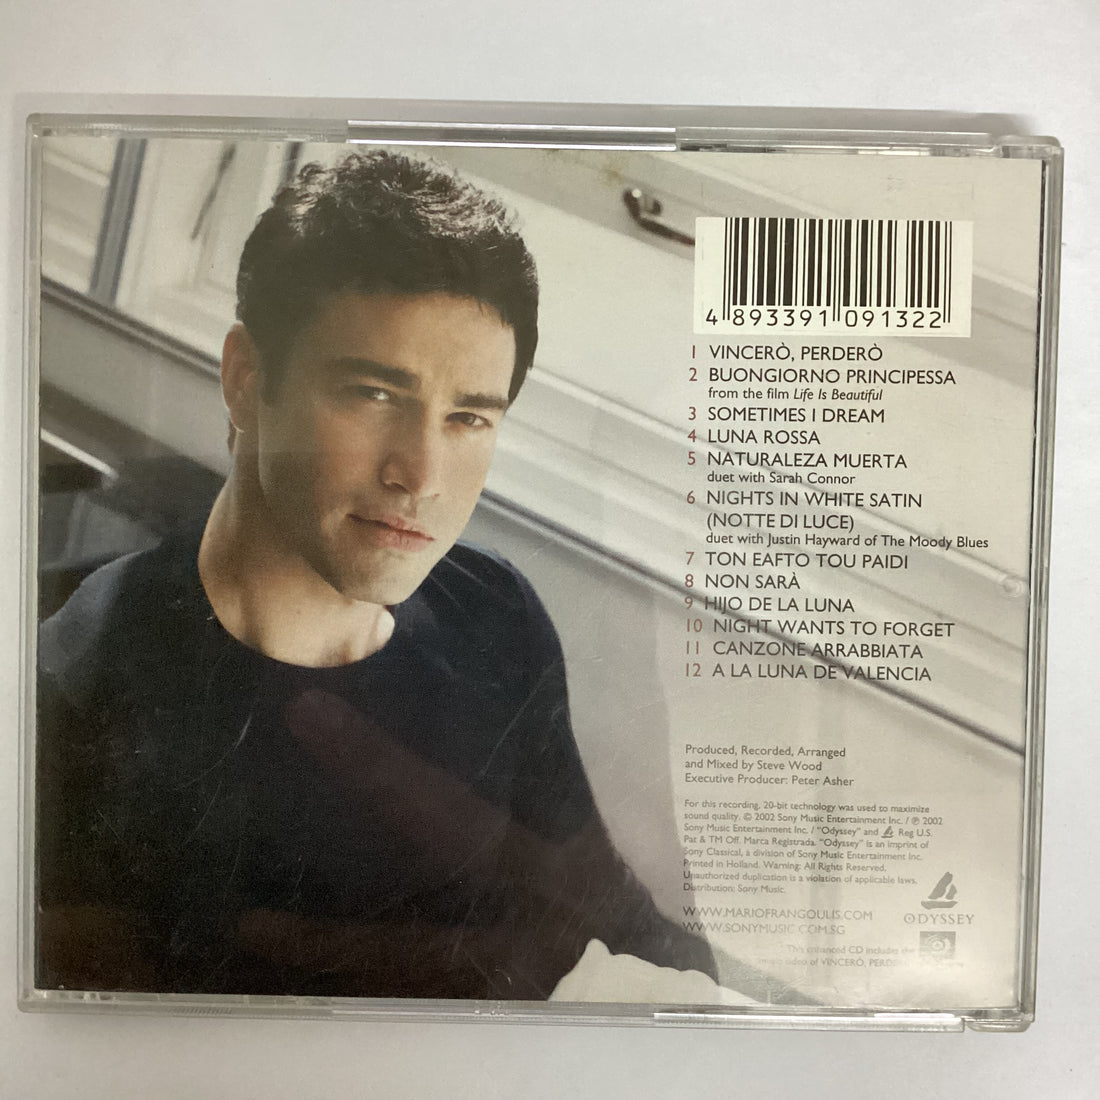 4 893391 091322
1 VINCERÒ, PERDERÒ
2 BUONGIORNO PRINCIPESSA
from the film Life Is Beautiful
3 SOMETIMES I DREAM
4 LUNA ROSSA
5 NATURALEZA MUERTA
duet with Sarah Connor
6 NIGHTS IN WHITE SATIN
(NOTTE DI LUCE)
duet with Justin Hayward of The Moody Blues
7 TON EAFTO TOU PAIDI
8 NON SARÀ
9 HIJO DE LA LUNA
10 NIGHT WANTS TO FORGET
11 CANZONE ARRABBIATA
12 A LA LUNA DE VALENCIA
Produced, Recorded, Arranged
and Mixed by Steve Wood
Executive Producer: Peter Asher
For this recording, 20-bit technology was used to maximize
sound quality. © 2002 Sony Music Entertainment Inc. / ℗ 2002
Sony Music Entertainment Inc. / "Odyssey" and Reg U.S.
Pat & TM Off. Marca Registrada. "Odyssey" is an imprint of
Sony Classical, a division of Sony Music Entertainment Inc.
Printed in Holland. Warning: All Rights Reserved.
Unauthorized duplication is a violation of applicable laws.
Distribution: Sony Music.
WWW.MARIOFRANGOULIS.COM
WWW.SONYMUSIC.COM.SG
ODYSSEY
This enhanced CD includes the
music video of VINCERÒ, PERDE